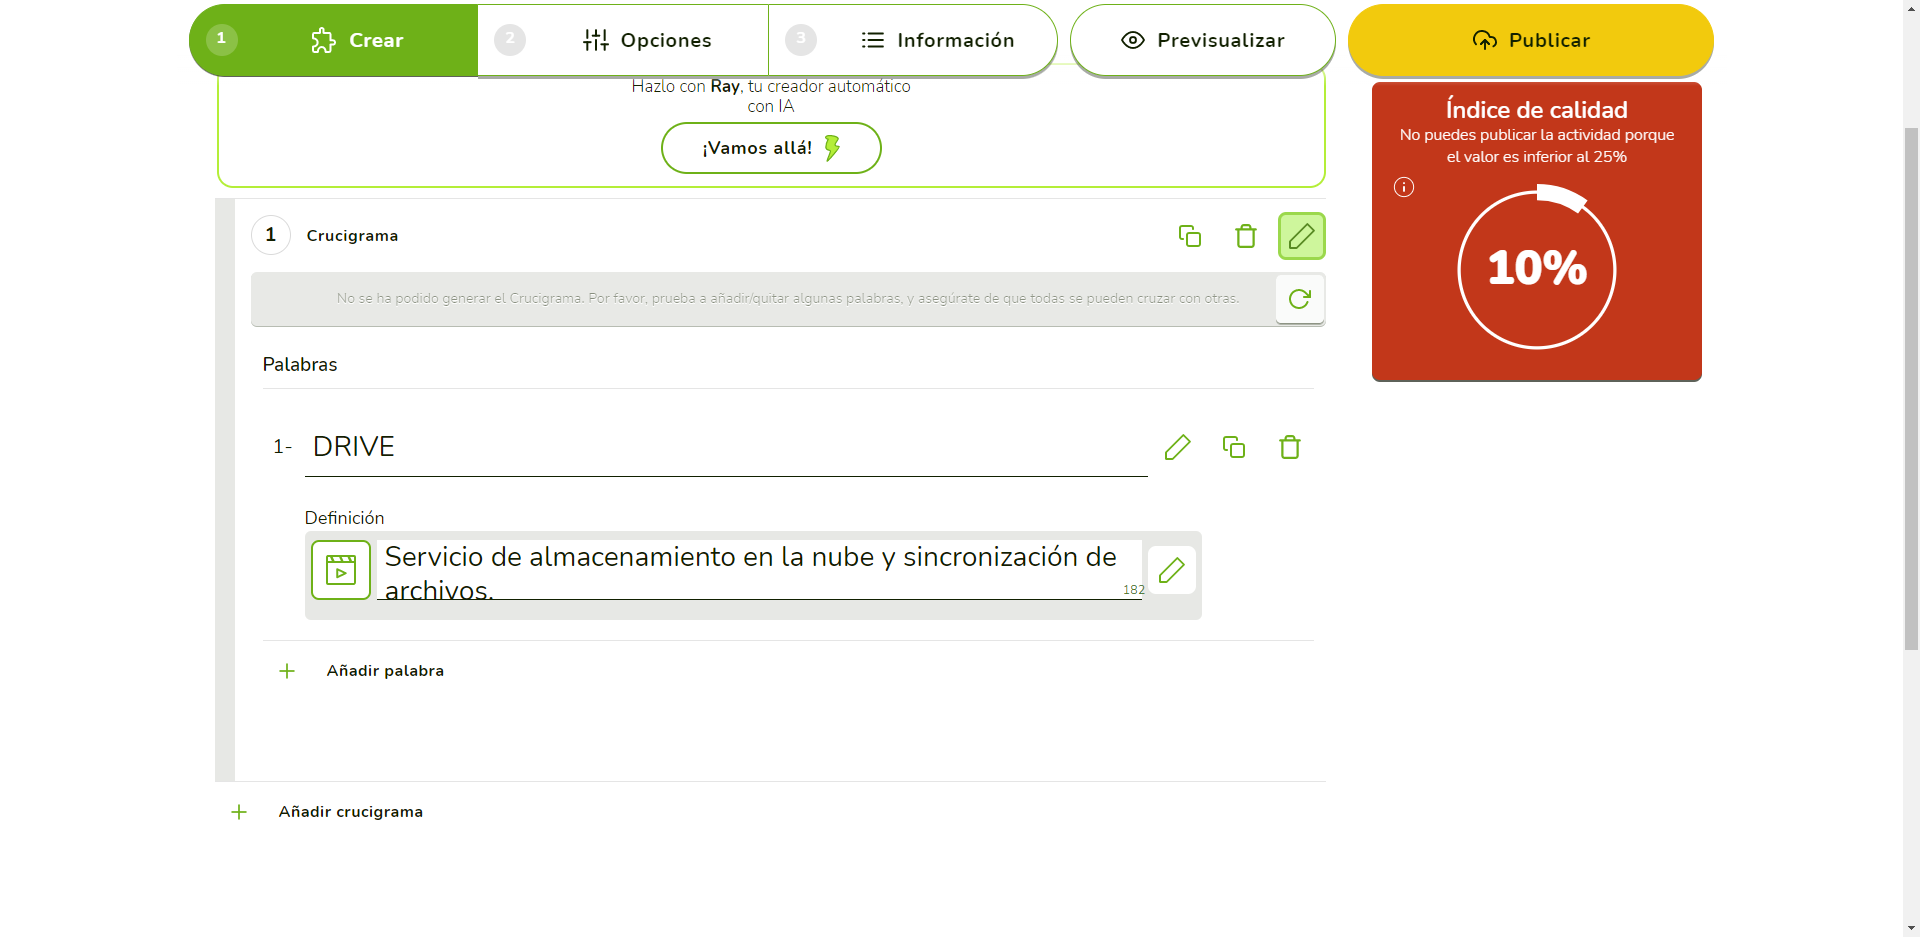 1 Crear
2 Opciones
3 Información
Previsualizar
Publicar
Hazlo con Ray, tu creador automático
con IA
¡Vamos allá!
Índice de calidad
No puedes publicar la actividad porque
el valor es inferior al 25%
10%
1 Crucigrama
No se ha podido generar el Crucigrama. Por favor, prueba a añadir/quitar algunas palabras, y asegúrate de que todas se pueden cruzar con otras.
Palabras
1- DRIVE
Definición
Servicio de almacenamiento en la nube y sincronización de
archivos.
182
Añadir palabra
Añadir crucigrama